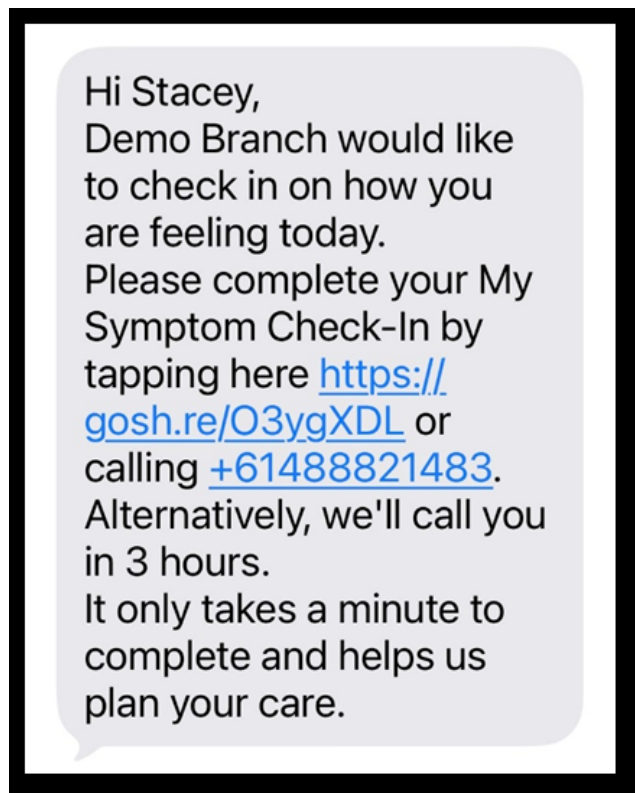 Hi Stacey,
Demo Branch would like
to check in on how you
are feeling today.
Please complete your My
Symptom Check-In by
tapping here https://
gosh.re/O3ygXDL or
calling +61488821483.
Alternatively, we'll call you
in 3 hours.
It only takes a minute to
complete and helps us
plan your care.